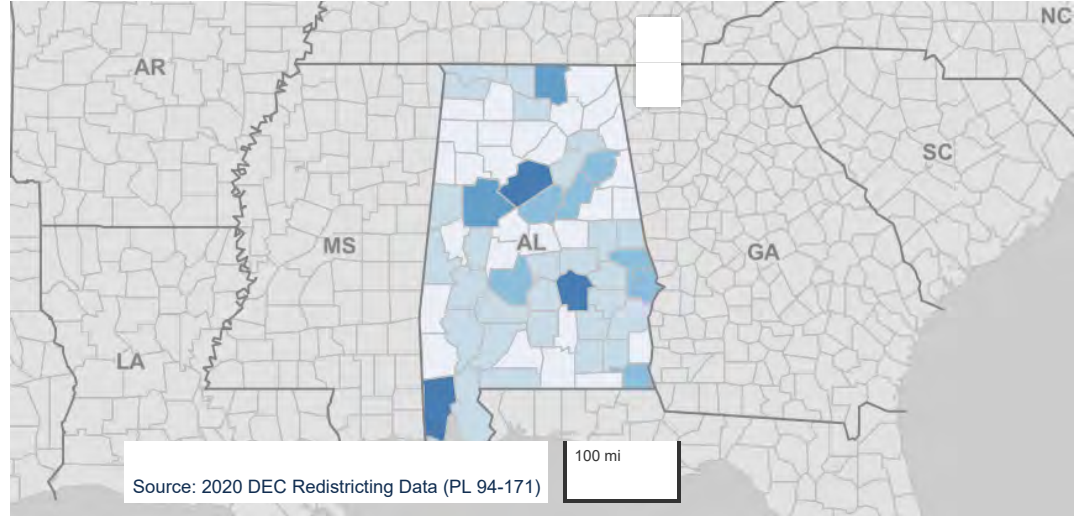 NC
AR
SC
MS
AL
GA
LA
100 mi
Source: 2020 DEC Redistricting Data (PL 94-171)